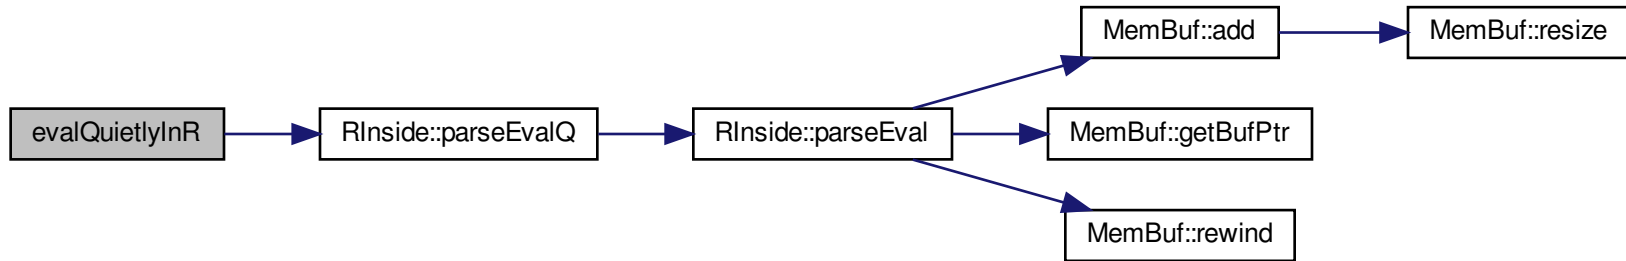 evalQuietlyInR
RInside::parseEvalQ
RInside::parseEval
MemBuf::add
MemBuf::resize
MemBuf::getBufPtr
MemBuf::rewind